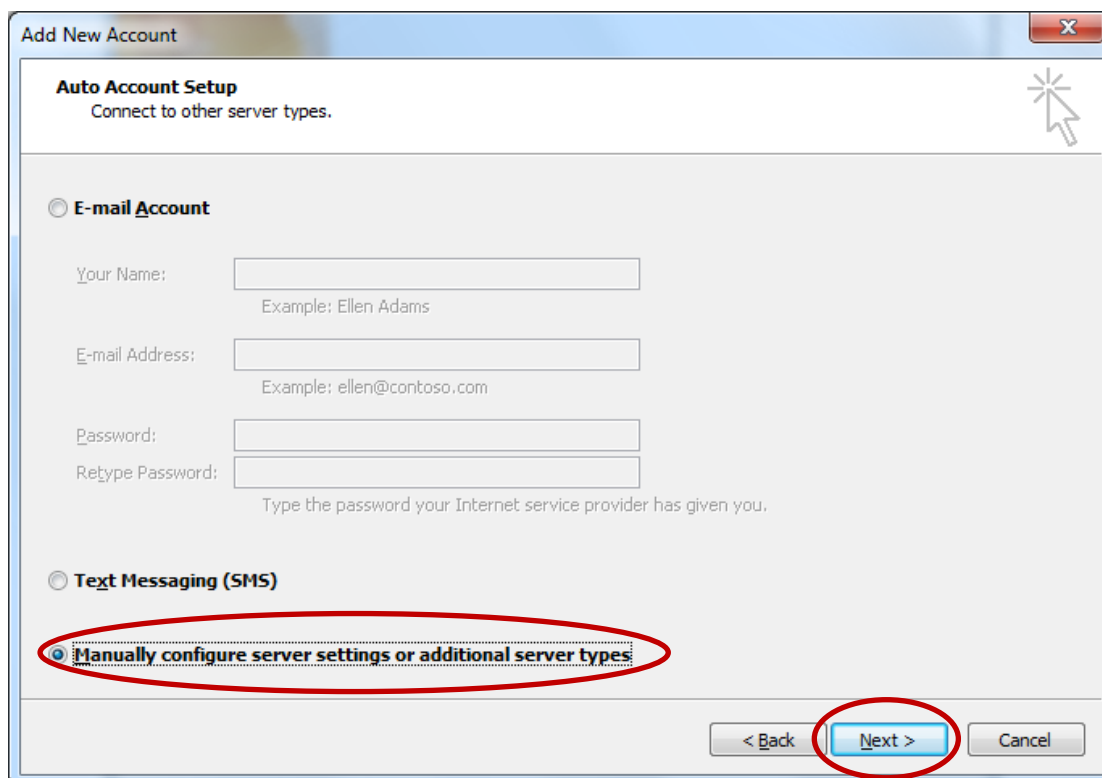 Add New Account
X
Auto Account Setup
Connect to other server types.
E-mail Account
Your Name:
Example: Ellen Adams
E-mail Address:
Example: ellen@contoso.com
Password:
Retype Password:
Type the password your Internet service provider has given you.
Text Messaging (SMS)
Manually configure server settings or additional server types
< Back Next > Cancel